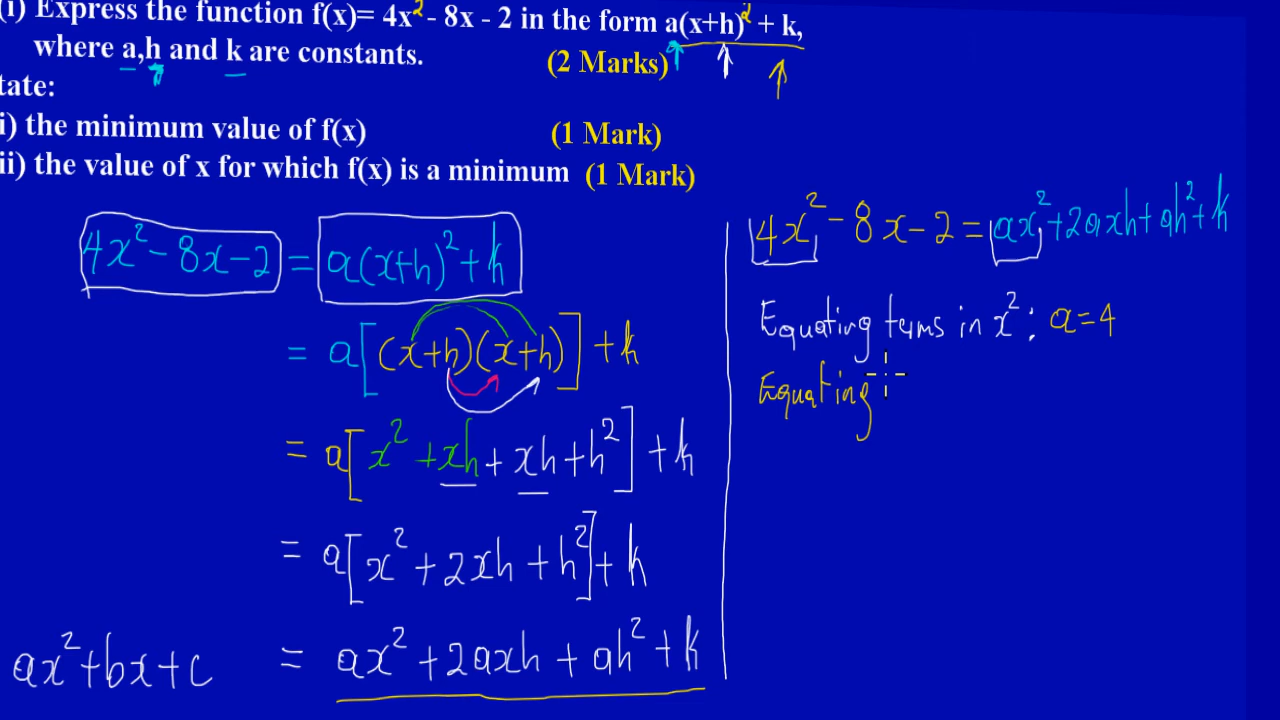 (i) Express the function f(x)= 4x² - 8x - 2 in the form a(x+h)² + k,
where a,h and k are constants. (2 Marks)
tate:
i) the minimum value of f(x) (1 Mark)
ii) the value of x for which f(x) is a minimum (1 Mark)
4x² - 8x - 2 = a(x+h)² + k
= a[(x+h)(x+h)] + k
= a[x² + xh + xh + h²] + k
= a[x² + 2xh + h²] + k
ax² + bx + c = ax² + 2axh + ah² + k
4x² - 8x - 2 = ax² + 2axh + ah² + k
Equating terms in x² : a = 4
Equating